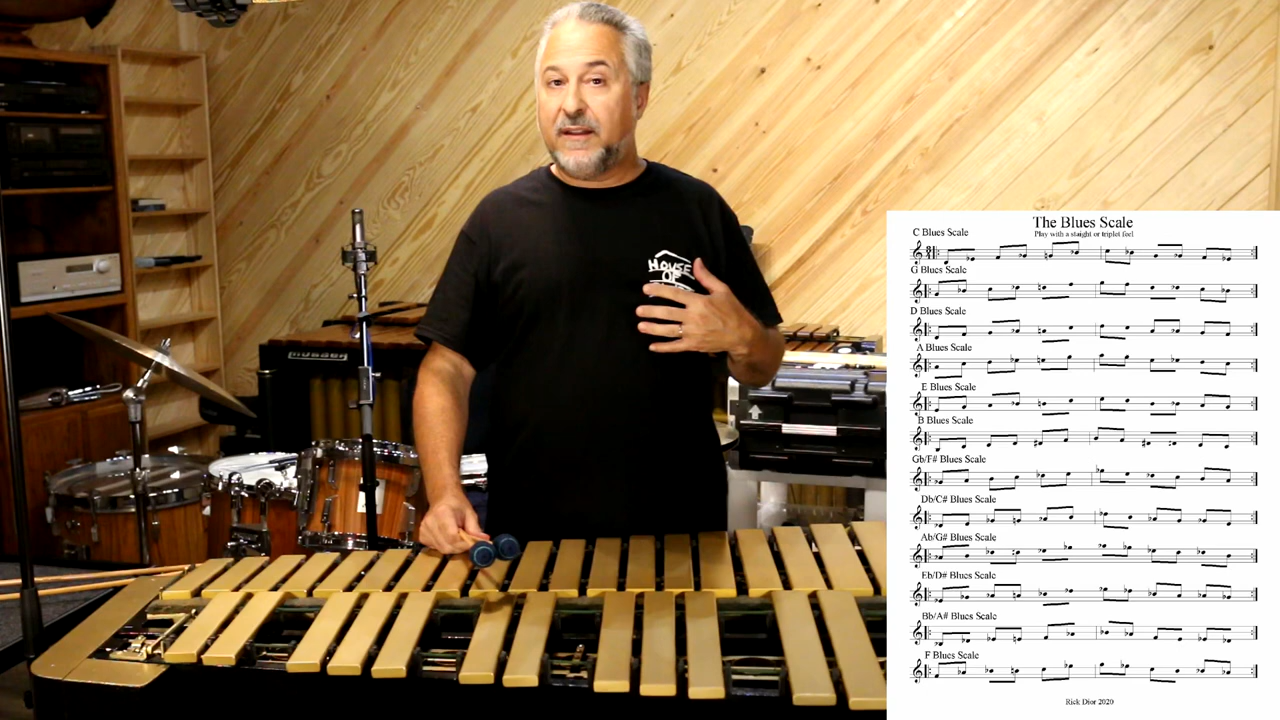 HOUSE
OF
MUSSER
The Blues Scale
Play with a staight or triplet feel
C Blues Scale
G Blues Scale
D Blues Scale
A Blues Scale
E Blues Scale
B Blues Scale
Gb/F# Blues Scale
Db/C# Blues Scale
Ab/G# Blues Scale
Eb/D# Blues Scale
Bb/A# Blues Scale
F Blues Scale
Rick Dior 2020